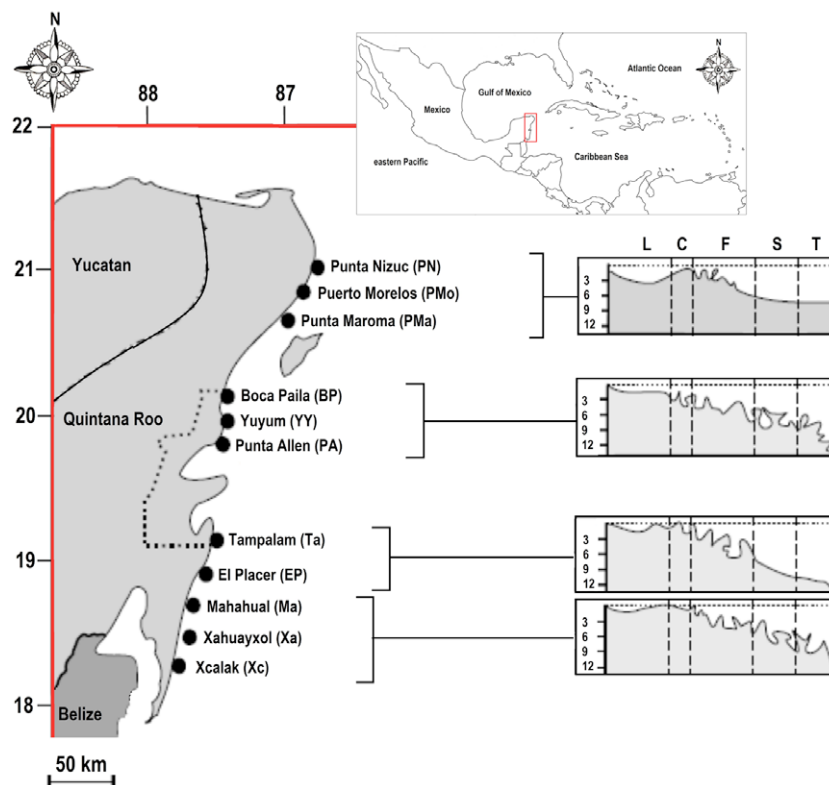 N
88 87
22
21
20
19
18
Yucatan
Quintana Roo
Belize
50 km
Punta Nizuc (PN)
Puerto Morelos (PMo)
Punta Maroma (PMa)
Boca Paila (BP)
Yuyum (YY)
Punta Allen (PA)
Tampalam (Ta)
El Placer (EP)
Mahahual (Ma)
Xahuayxol (Xa)
Xcalak (Xc)
N
Atlantic Ocean
Gulf of Mexico
Mexico
eastern Pacific
Caribbean Sea
L C F S T
3
6
9
12
3
6
9
12
3
6
9
12
3
6
9
12